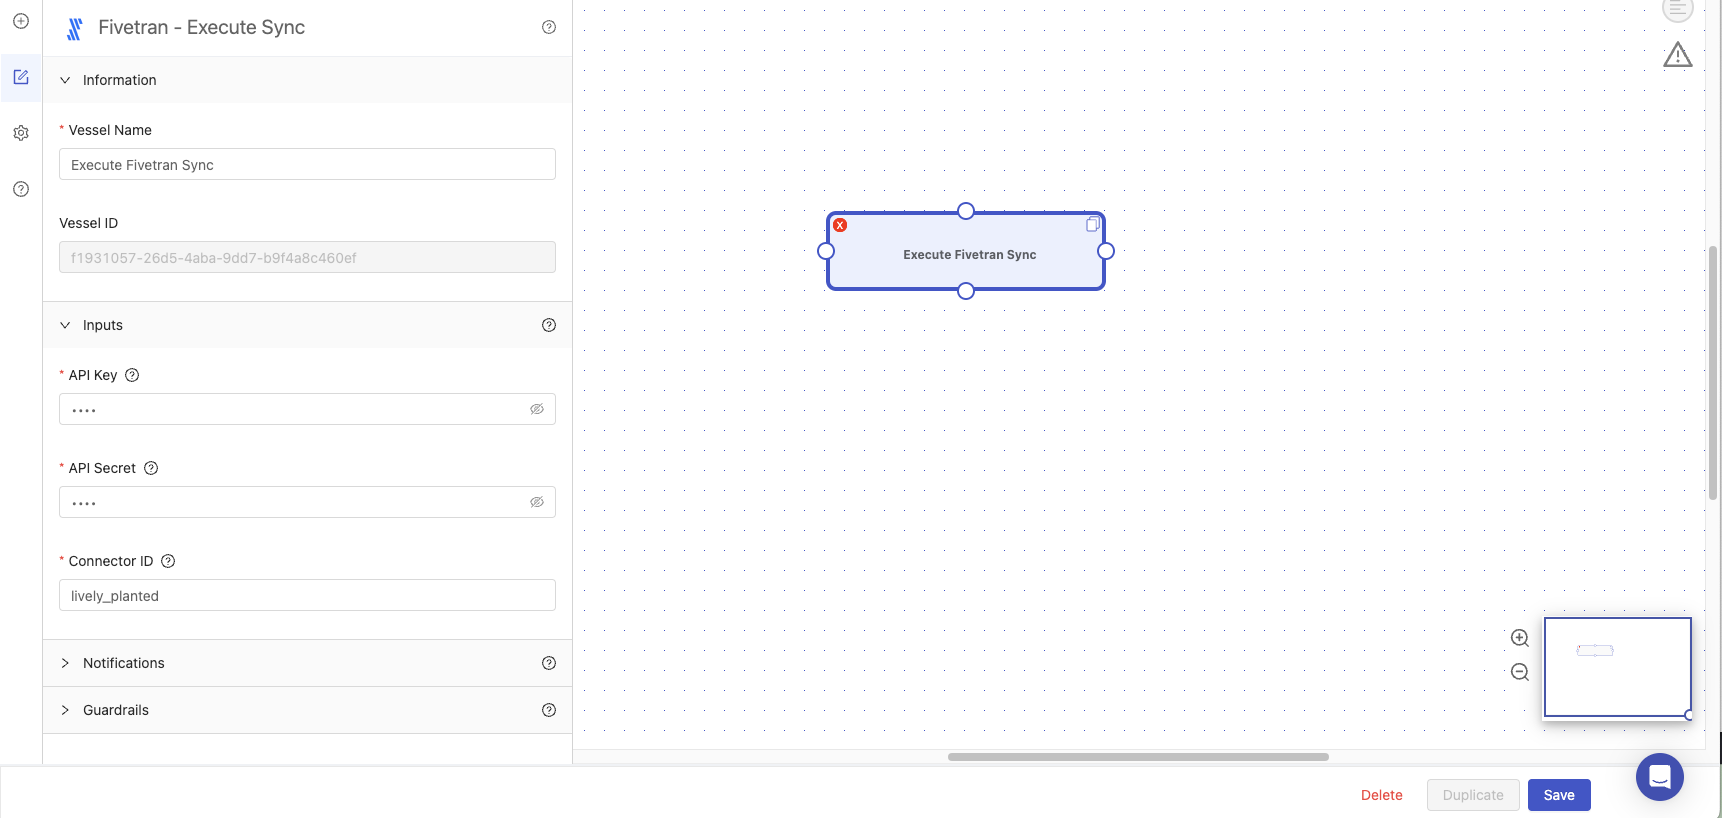 Fivetran - Execute Sync
Information
* Vessel Name
Execute Fivetran Sync
Vessel ID
f1931057-26d5-4aba-9dd7-b9f4a8c460ef
Inputs
* API Key
••••
* API Secret
••••
* Connector ID
lively_planted
Notifications
Guardrails
X
Execute Fivetran Sync
Delete
Duplicate
Save